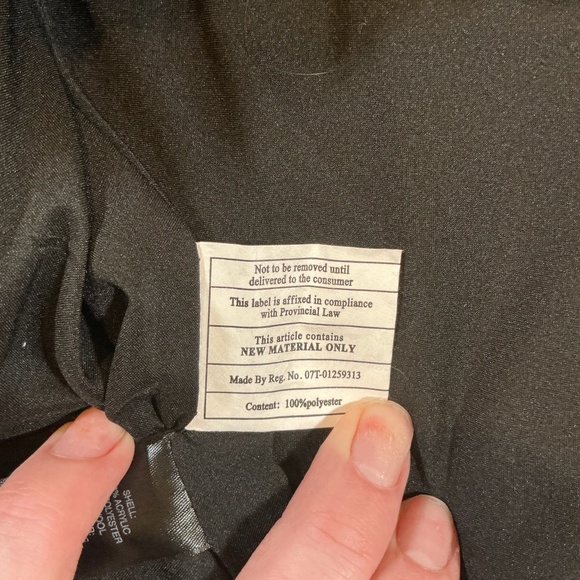 Not to be removed until
delivered to the consumer
This label is affixed in compliance
with Provincial Law
This article contains
NEW MATERIAL ONLY
Made By Reg. No. 07T-01259313
Content: 100%polyester
SHELL:
% ACRYLIC